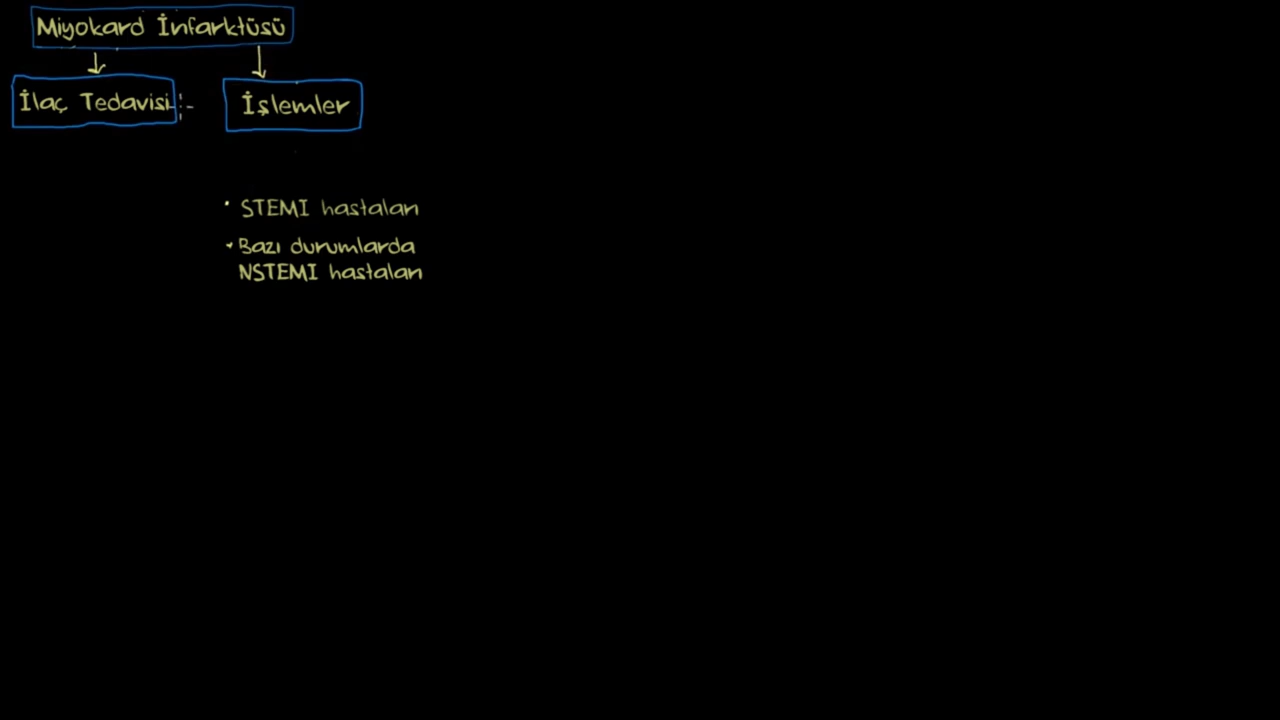 Miyokard İnfarktüsü
İlaç Tedavisi
İşlemler
• STEMI hastaları
• Bazı durumlarda
NSTEMI hastaları